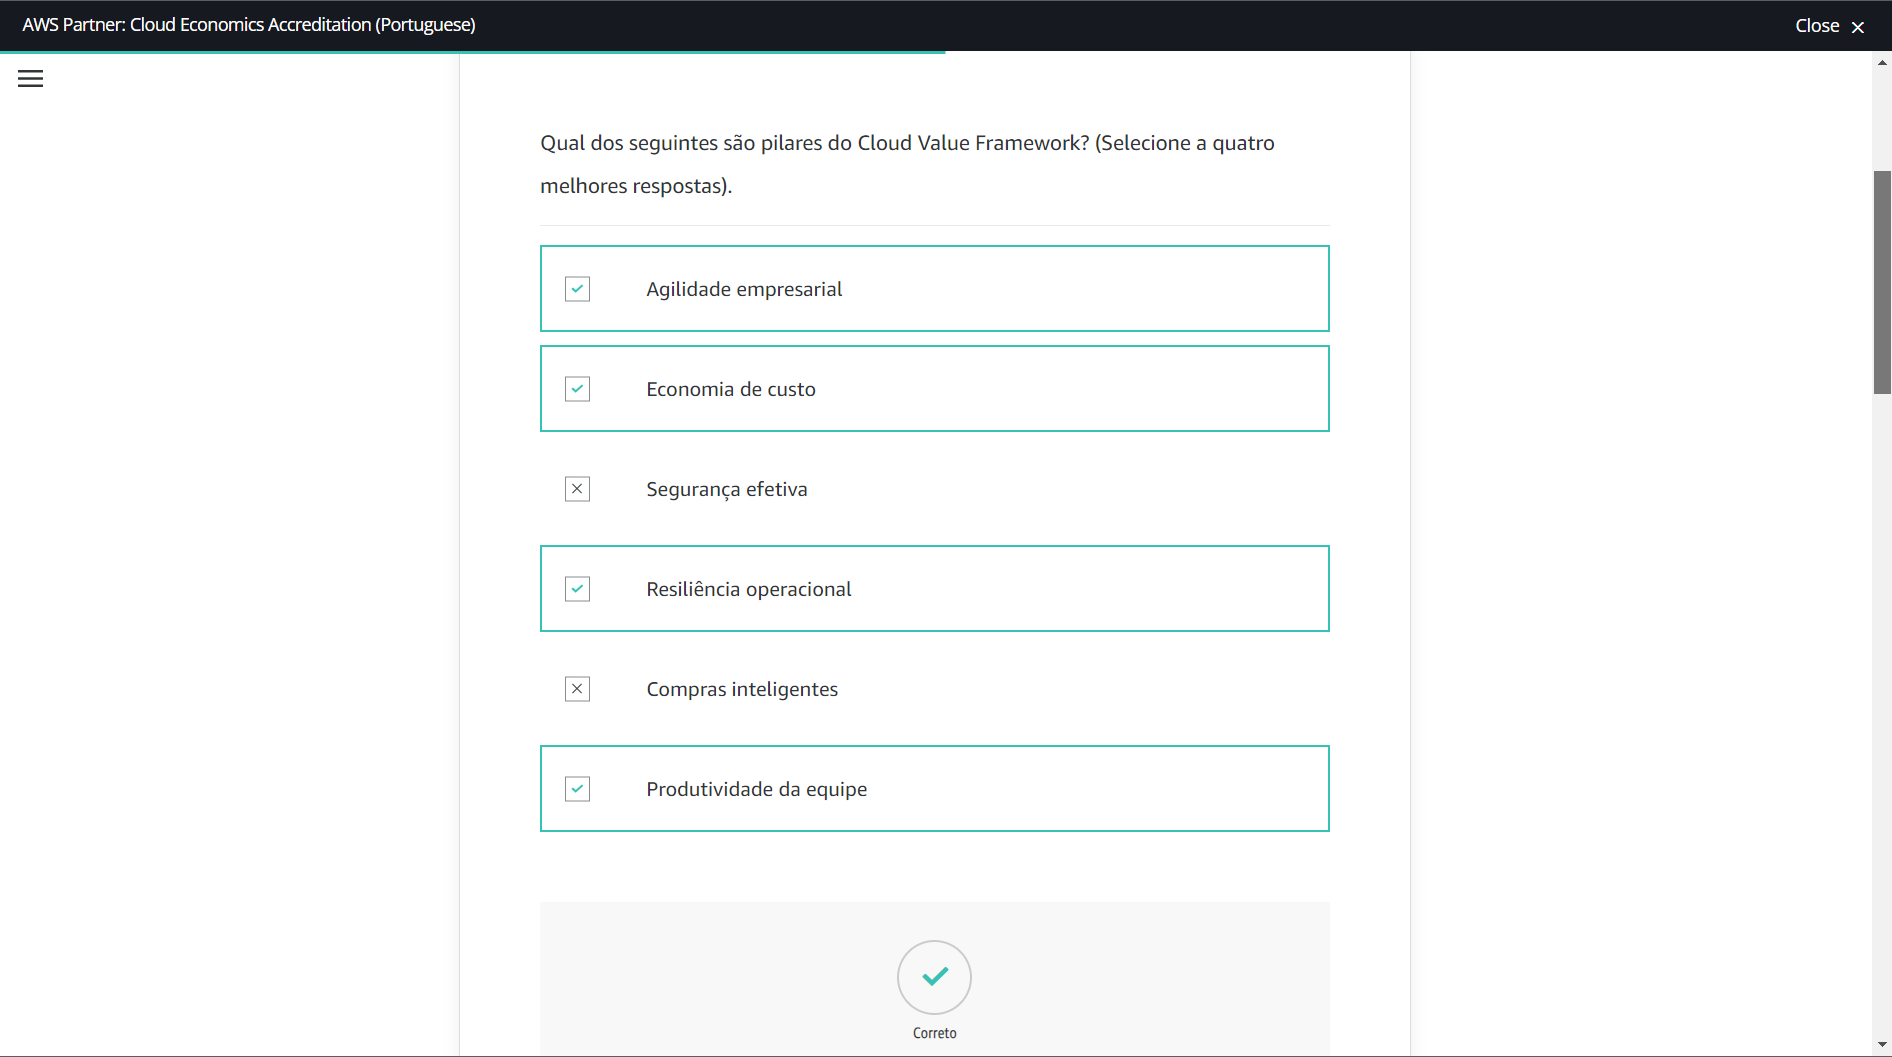 AWS Partner: Cloud Economics Accreditation (Portuguese)
Close
Qual dos seguintes são pilares do Cloud Value Framework? (Selecione a quatro
melhores respostas).
Agilidade empresarial
Economia de custo
Segurança efetiva
Resiliência operacional
Compras inteligentes
Produtividade da equipe
Correto